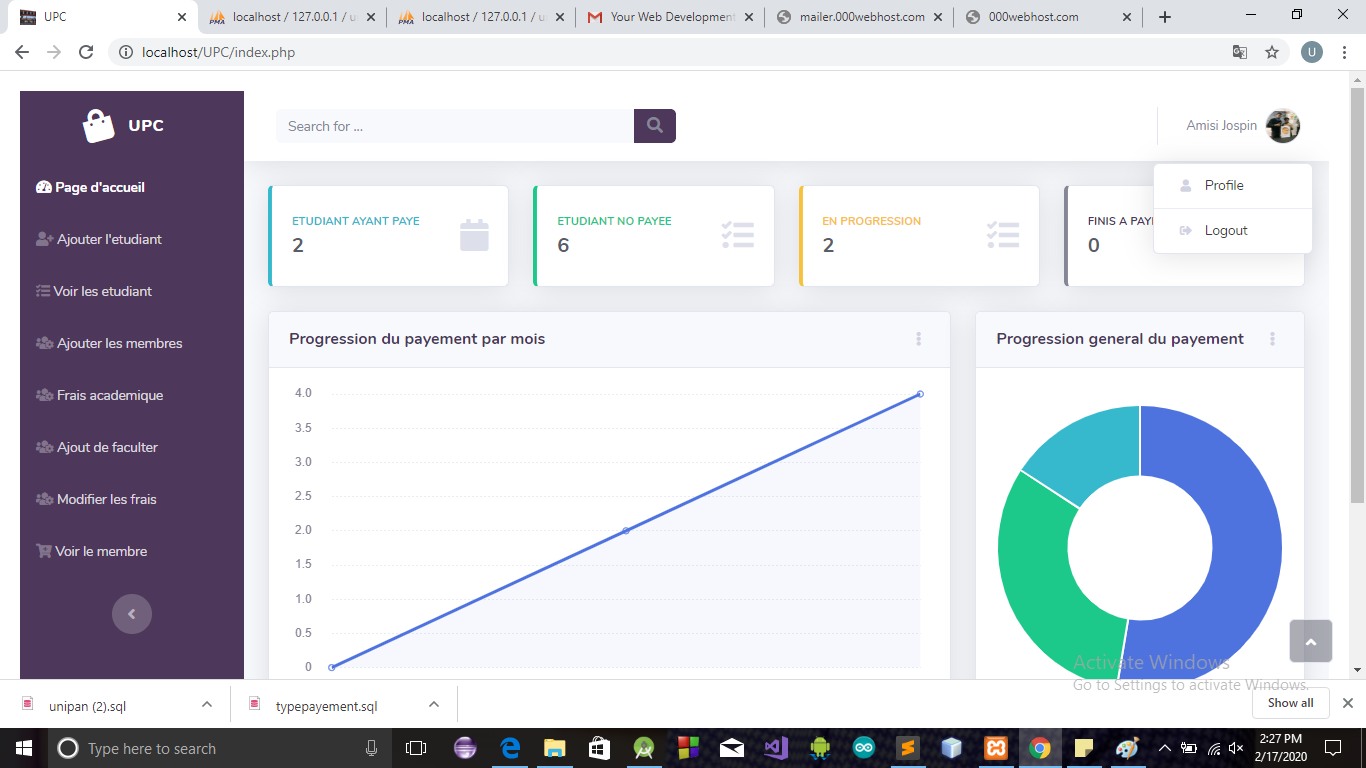 UPC
localhost / 127.0.0.1 / u
localhost / 127.0.0.1 / u
Your Web Development
mailer.000webhost.com
000webhost.com
localhost/UPC/index.php
U
UPC
Search for ...
Amisi Jospin
Profile
Logout
Page d'accueil
Ajouter l'etudiant
Voir les etudiant
Ajouter les membres
Frais academique
Ajout de faculter
Modifier les frais
Voir le membre
ETUDIANT AYANT PAYE
2
ETUDIANT NO PAYEE
6
EN PROGRESSION
2
FINIS A PAY
0
Progression du payement par mois
4.0
3.5
3.0
2.5
2.0
1.5
1.0
0.5
0
Progression general du payement
Activate Windows
Go to Settings to activate Windows.
unipan (2).sql
typepayement.sql
Show all
Type here to search
2:27 PM
2/17/2020